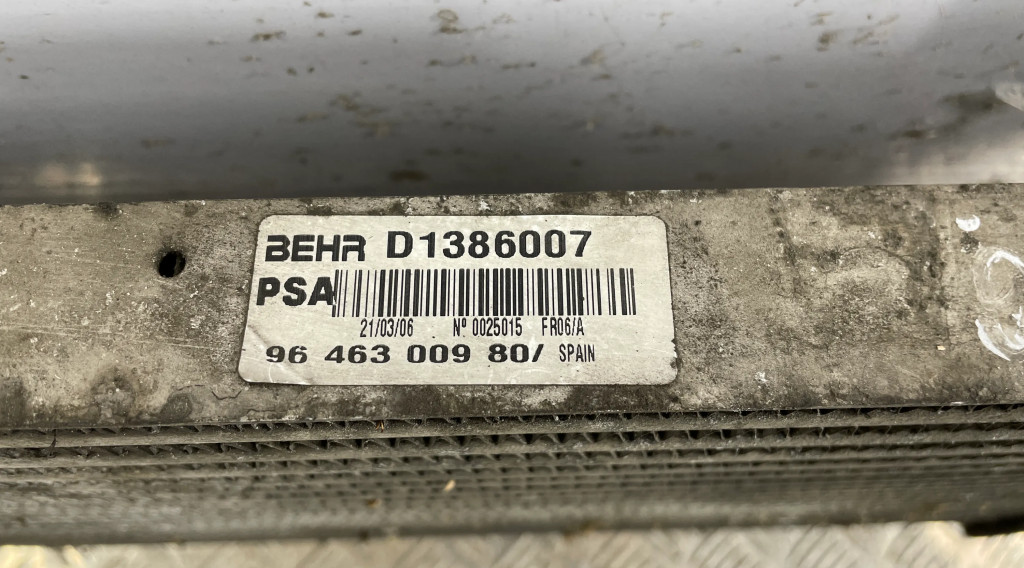 BEHR D1386007
PSA
21/03/06 Nº 0025015 FR06/A
96 463 009 80/ SPAIN